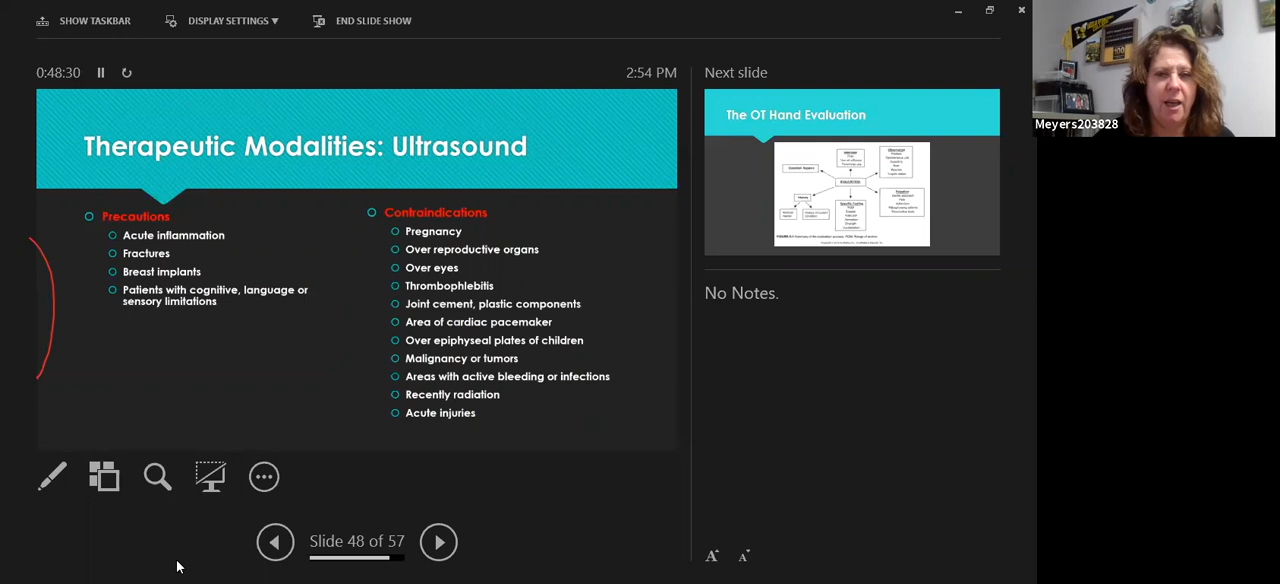 SHOW TASKBAR
DISPLAY SETTINGS
END SLIDE SHOW
0:48:30
2:54 PM
Therapeutic Modalities: Ultrasound
Precautions
Acute inflammation
Fractures
Breast implants
Patients with cognitive, language or
sensory limitations
Contraindications
Pregnancy
Over reproductive organs
Over eyes
Thrombophlebitis
Joint cement, plastic components
Area of cardiac pacemaker
Over epiphyseal plates of children
Malignancy or tumors
Areas with active bleeding or infections
Recently radiation
Acute injuries
Slide 48 of 57
Next slide
The OT Hand Evaluation
EVALUATION
No Notes.
A A
Meyers203828